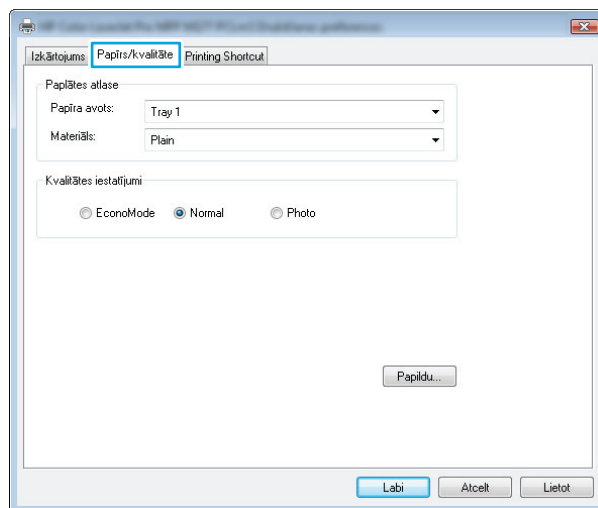 Izkārtojums Papīrs/kvalitāte Printing Shortcut
Paplātes atlase
Papīra avots: Tray 1
Materiāls: Plain
Kvalitātes iestatījumi
EconoMode Normal Photo
Papildu...
Labi Atcelt Lietot